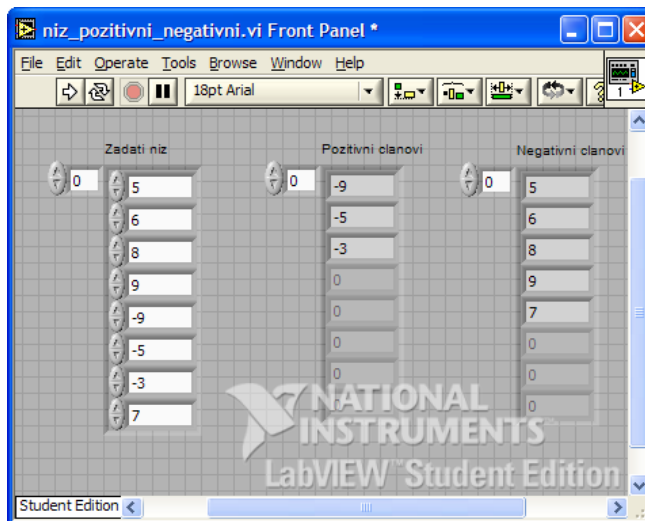 niz_pozitivni_negativni.vi Front Panel *
File Edit Operate Tools Browse Window Help
18pt Arial
1
Zadati niz Pozitivni clanovi Negativni clanovi
0 5 0 -9 0 5
6 -5 6
8 -3 8
9 0 9
-9 0 7
-5 0 0
-3 0 0
7 0
NATIONAL
INSTRUMENTS
LabVIEW™ Student Edition
Student Edition